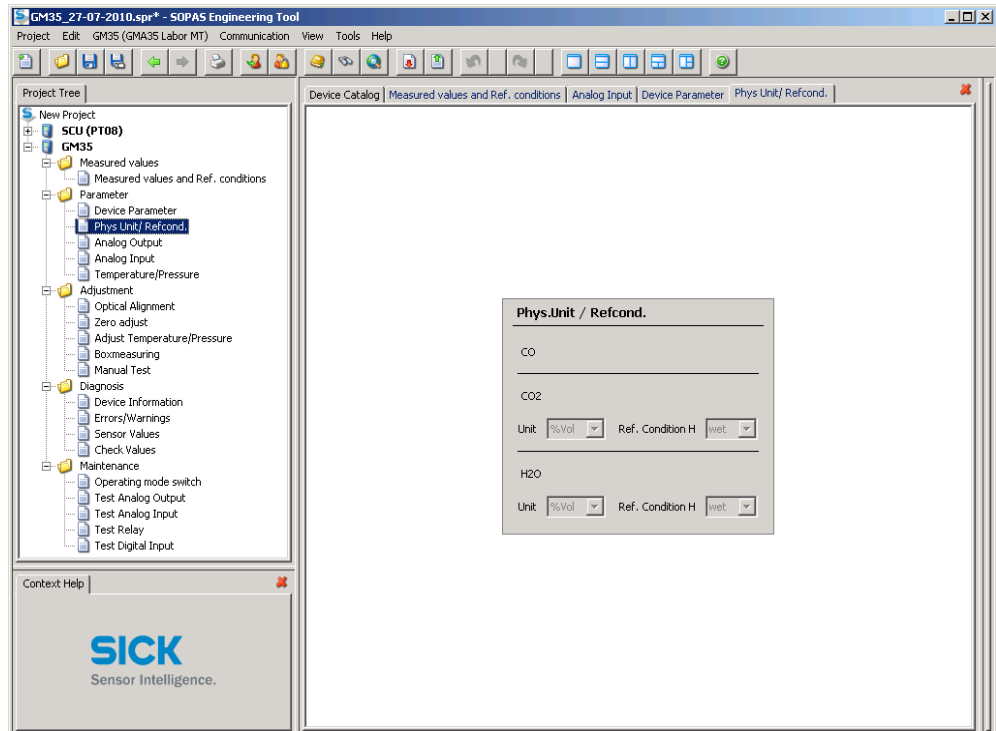 GM35_27-07-2010.spr* - SOPAS Engineering Tool
Project Edit GM35 (GMA35 Labor MT) Communication View Tools Help
Project Tree
New Project
SCU (PT08)
GM35
Measured values
Measured values and Ref. conditions
Parameter
Device Parameter
Phys Unit/ Refcond.
Analog Output
Analog Input
Temperature/Pressure
Adjustment
Optical Alignment
Zero adjust
Adjust Temperature/Pressure
Boxmeasuring
Manual Test
Diagnosis
Device Information
Errors/Warnings
Sensor Values
Check Values
Maintenance
Operating mode switch
Test Analog Output
Test Analog Input
Test Relay
Test Digital Input
Context Help
SICK
Sensor Intelligence.
Device Catalog Measured values and Ref. conditions Analog Input Device Parameter Phys Unit/ Refcond.
Phys.Unit / Refcond.
CO
CO2
Unit %Vol Ref. Condition H wet
H2O
Unit %Vol Ref. Condition H wet